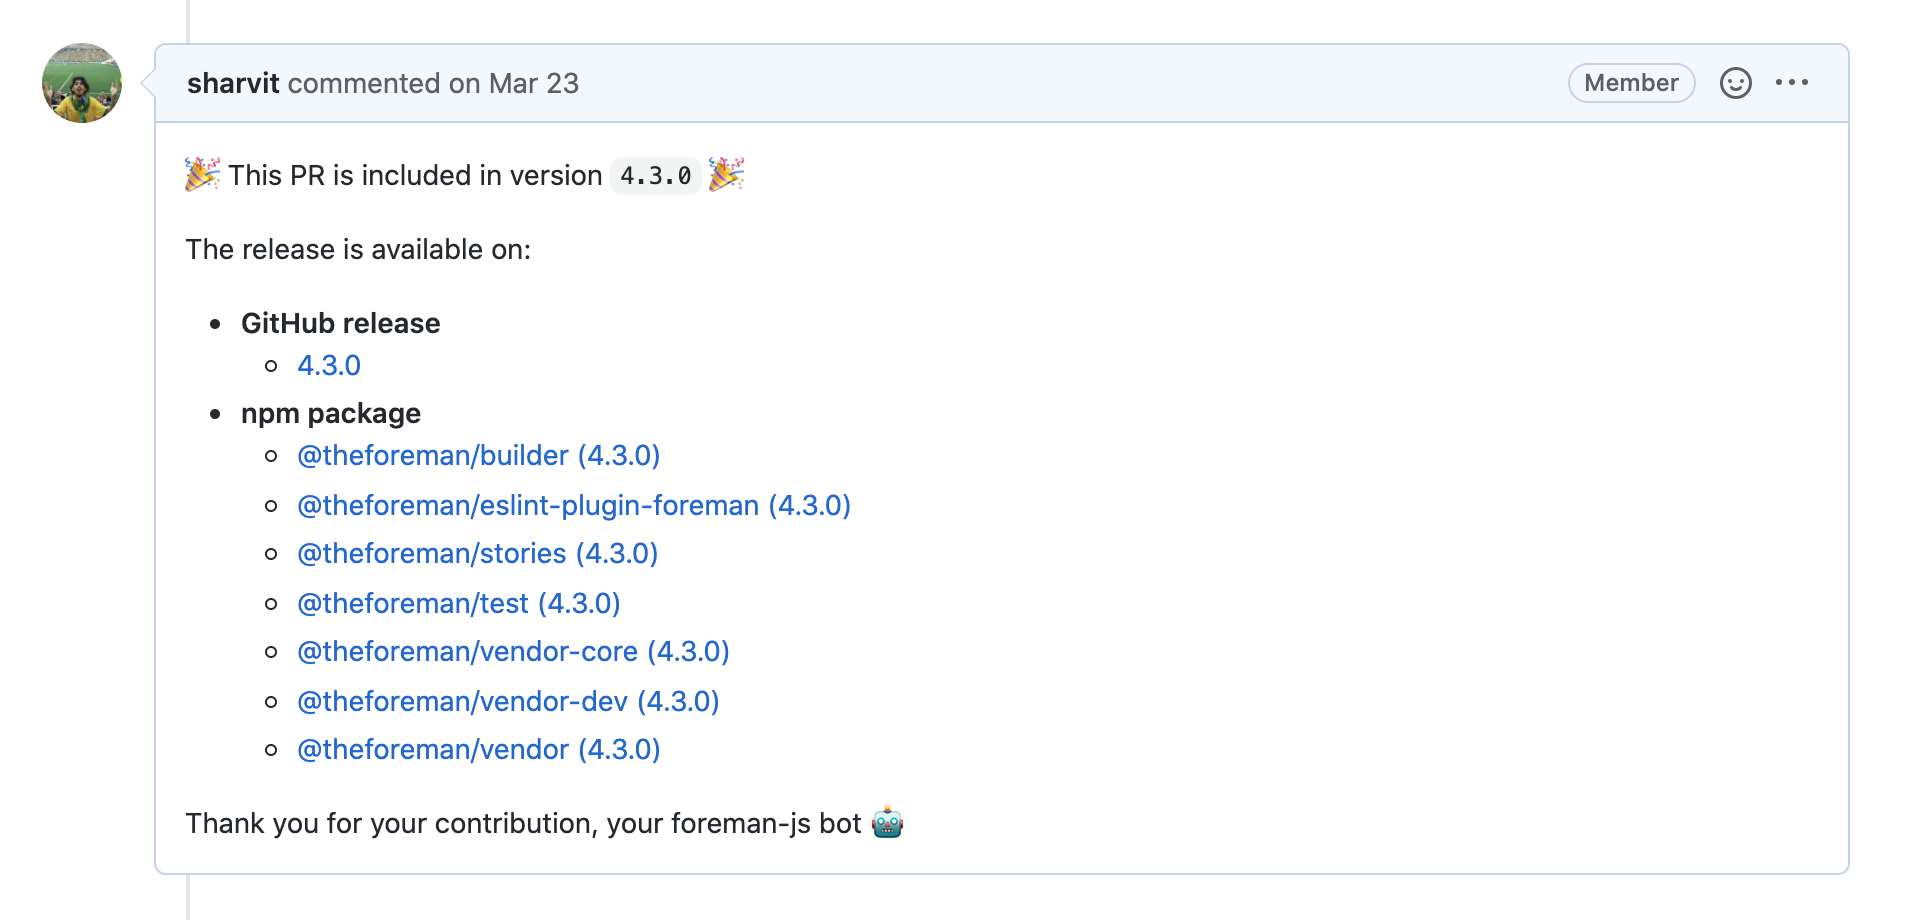 sharvit commented on Mar 23 Member
🎉 This PR is included in version 4.3.0 🎉
The release is available on:
• GitHub release
◦ 4.3.0
• npm package
◦ @theforeman/builder (4.3.0)
◦ @theforeman/eslint-plugin-foreman (4.3.0)
◦ @theforeman/stories (4.3.0)
◦ @theforeman/test (4.3.0)
◦ @theforeman/vendor-core (4.3.0)
◦ @theforeman/vendor-dev (4.3.0)
◦ @theforeman/vendor (4.3.0)
Thank you for your contribution, your foreman-js bot 🤖